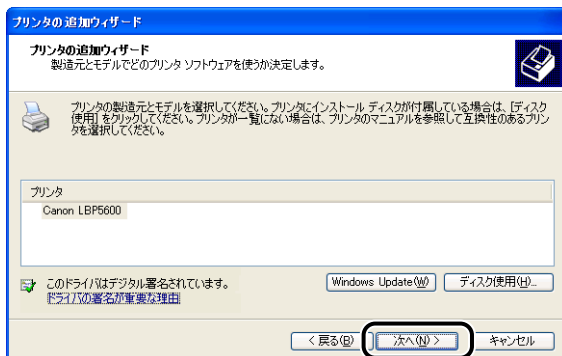 プリンタの追加ウィザード
プリンタの追加ウィザード
製造元とモデルでどのプリンタ ソフトウェアを使うか決定します。
プリンタの製造元とモデルを選択してください。プリンタにインストール ディスクが付属している場合は、[ディスク
使用] をクリックしてください。プリンタが一覧にない場合は、プリンタのマニュアルを参照して互換性のあるプリン
タを選択してください。
プリンタ
Canon LBP5600
このドライバはデジタル署名されています。
ドライバの署名が重要な理由
Windows Update(W)
ディスク使用(H)...
< 戻る(B)
次へ(N) >
キャンセル